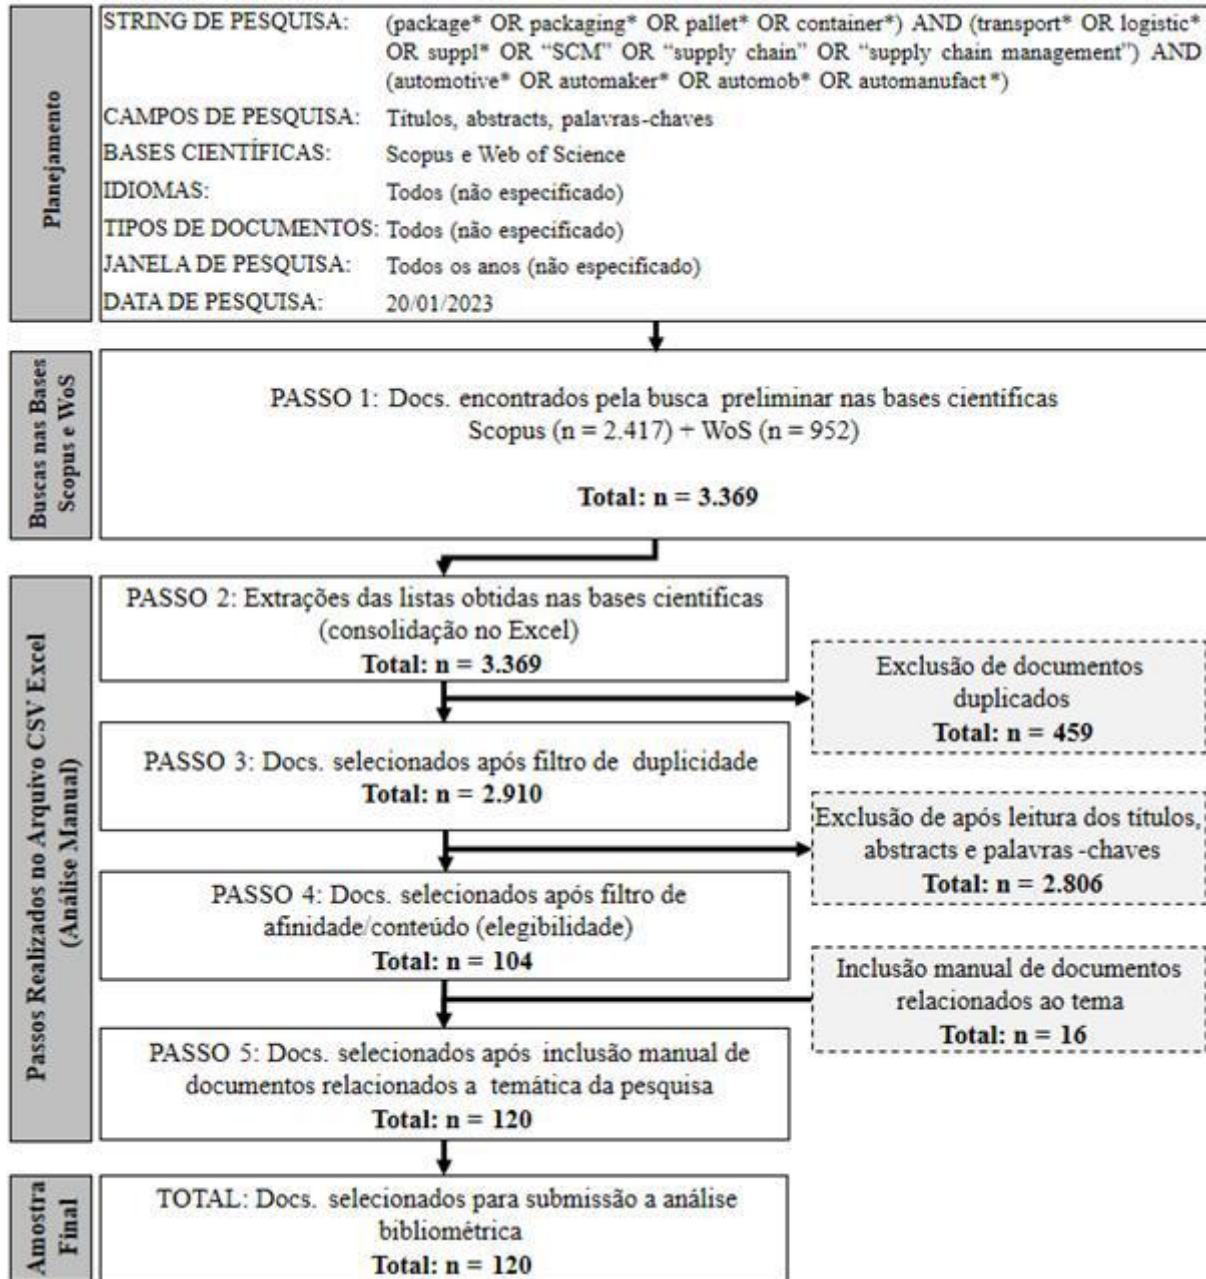 Planejamento
STRING DE PESQUISA: (package* OR packaging* OR pallet* OR container*) AND (transport* OR logistic*
OR suppl* OR “SCM” OR “supply chain” OR “supply chain management”) AND
(automotive* OR automaker* OR automob* OR automanufact*)
CAMPOS DE PESQUISA: Títulos, abstracts, palavras-chaves
BASES CIENTÍFICAS: Scopus e Web of Science
IDIOMAS: Todos (não especificado)
TIPOS DE DOCUMENTOS: Todos (não especificado)
JANELA DE PESQUISA: Todos os anos (não especificado)
DATA DE PESQUISA: 20/01/2023
Buscas nas Bases
Scopus e WoS
PASSO 1: Docs. encontrados pela busca preliminar nas bases científicas
Scopus (n = 2.417) + WoS (n = 952)
Total: n = 3.369
Passos Realizados no Arquivo CSV Excel
(Análise Manual)
PASSO 2: Extrações das listas obtidas nas bases científicas
(consolidação no Excel)
Total: n = 3.369
Exclusão de documentos
duplicados
Total: n = 459
PASSO 3: Docs. selecionados após filtro de duplicidade
Total: n = 2.910
Exclusão de após leitura dos títulos,
abstracts e palavras -chaves
Total: n = 2.806
PASSO 4: Docs. selecionados após filtro de
afinidade/conteúdo (elegibilidade)
Total: n = 104
Inclusão manual de documentos
relacionados ao tema
Total: n = 16
PASSO 5: Docs. selecionados após inclusão manual de
documentos relacionados a temática da pesquisa
Total: n = 120
Amostra
Final
TOTAL: Docs. selecionados para submissão a análise
bibliométrica
Total: n = 120